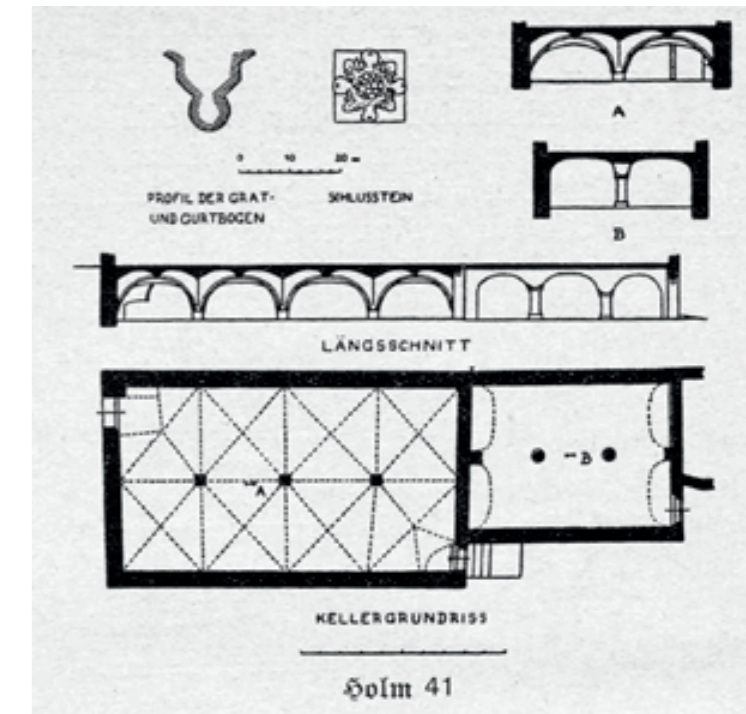 0 10 20 m
PROFIL DER GRAT-
UND GURTBOGEN
SCHLUSSTEIN
A
B
LÄNGSSCHNITT
A
B
KELLERGRUNDRISS
Holm 41